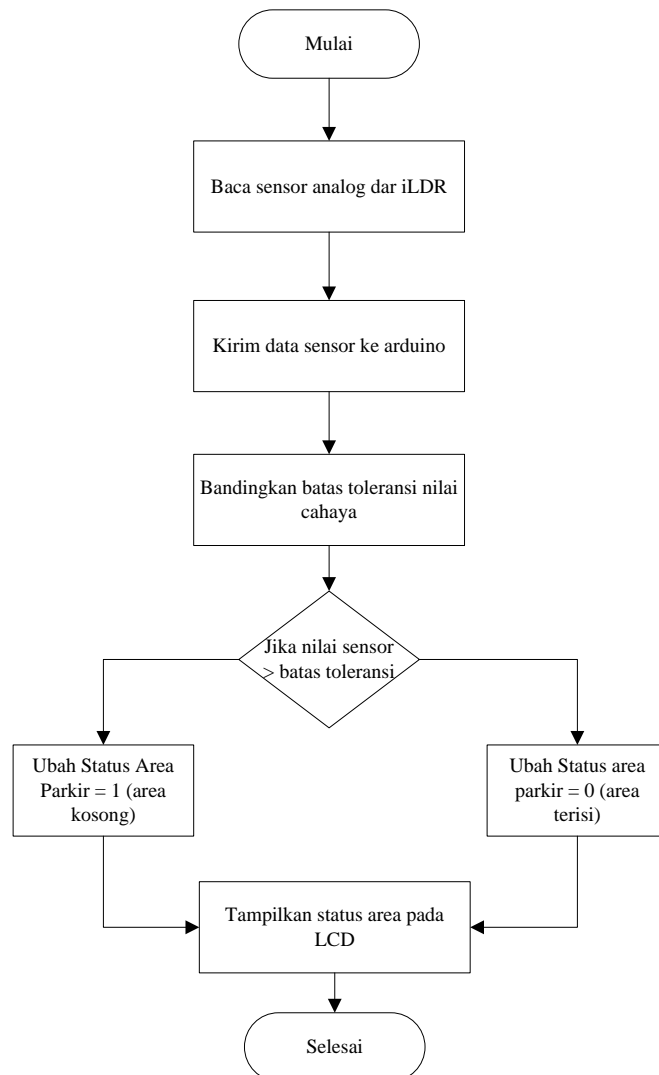 Mulai
Baca sensor analog dar iLDR
Kirim data sensor ke arduino
Bandingkan batas toleransi nilai
cahaya
Jika nilai sensor
> batas toleransi
Ubah Status Area
Parkir = 1 (area
kosong)
Ubah Status area
parkir = 0 (area
terisi)
Tampilkan status area pada
LCD
Selesai